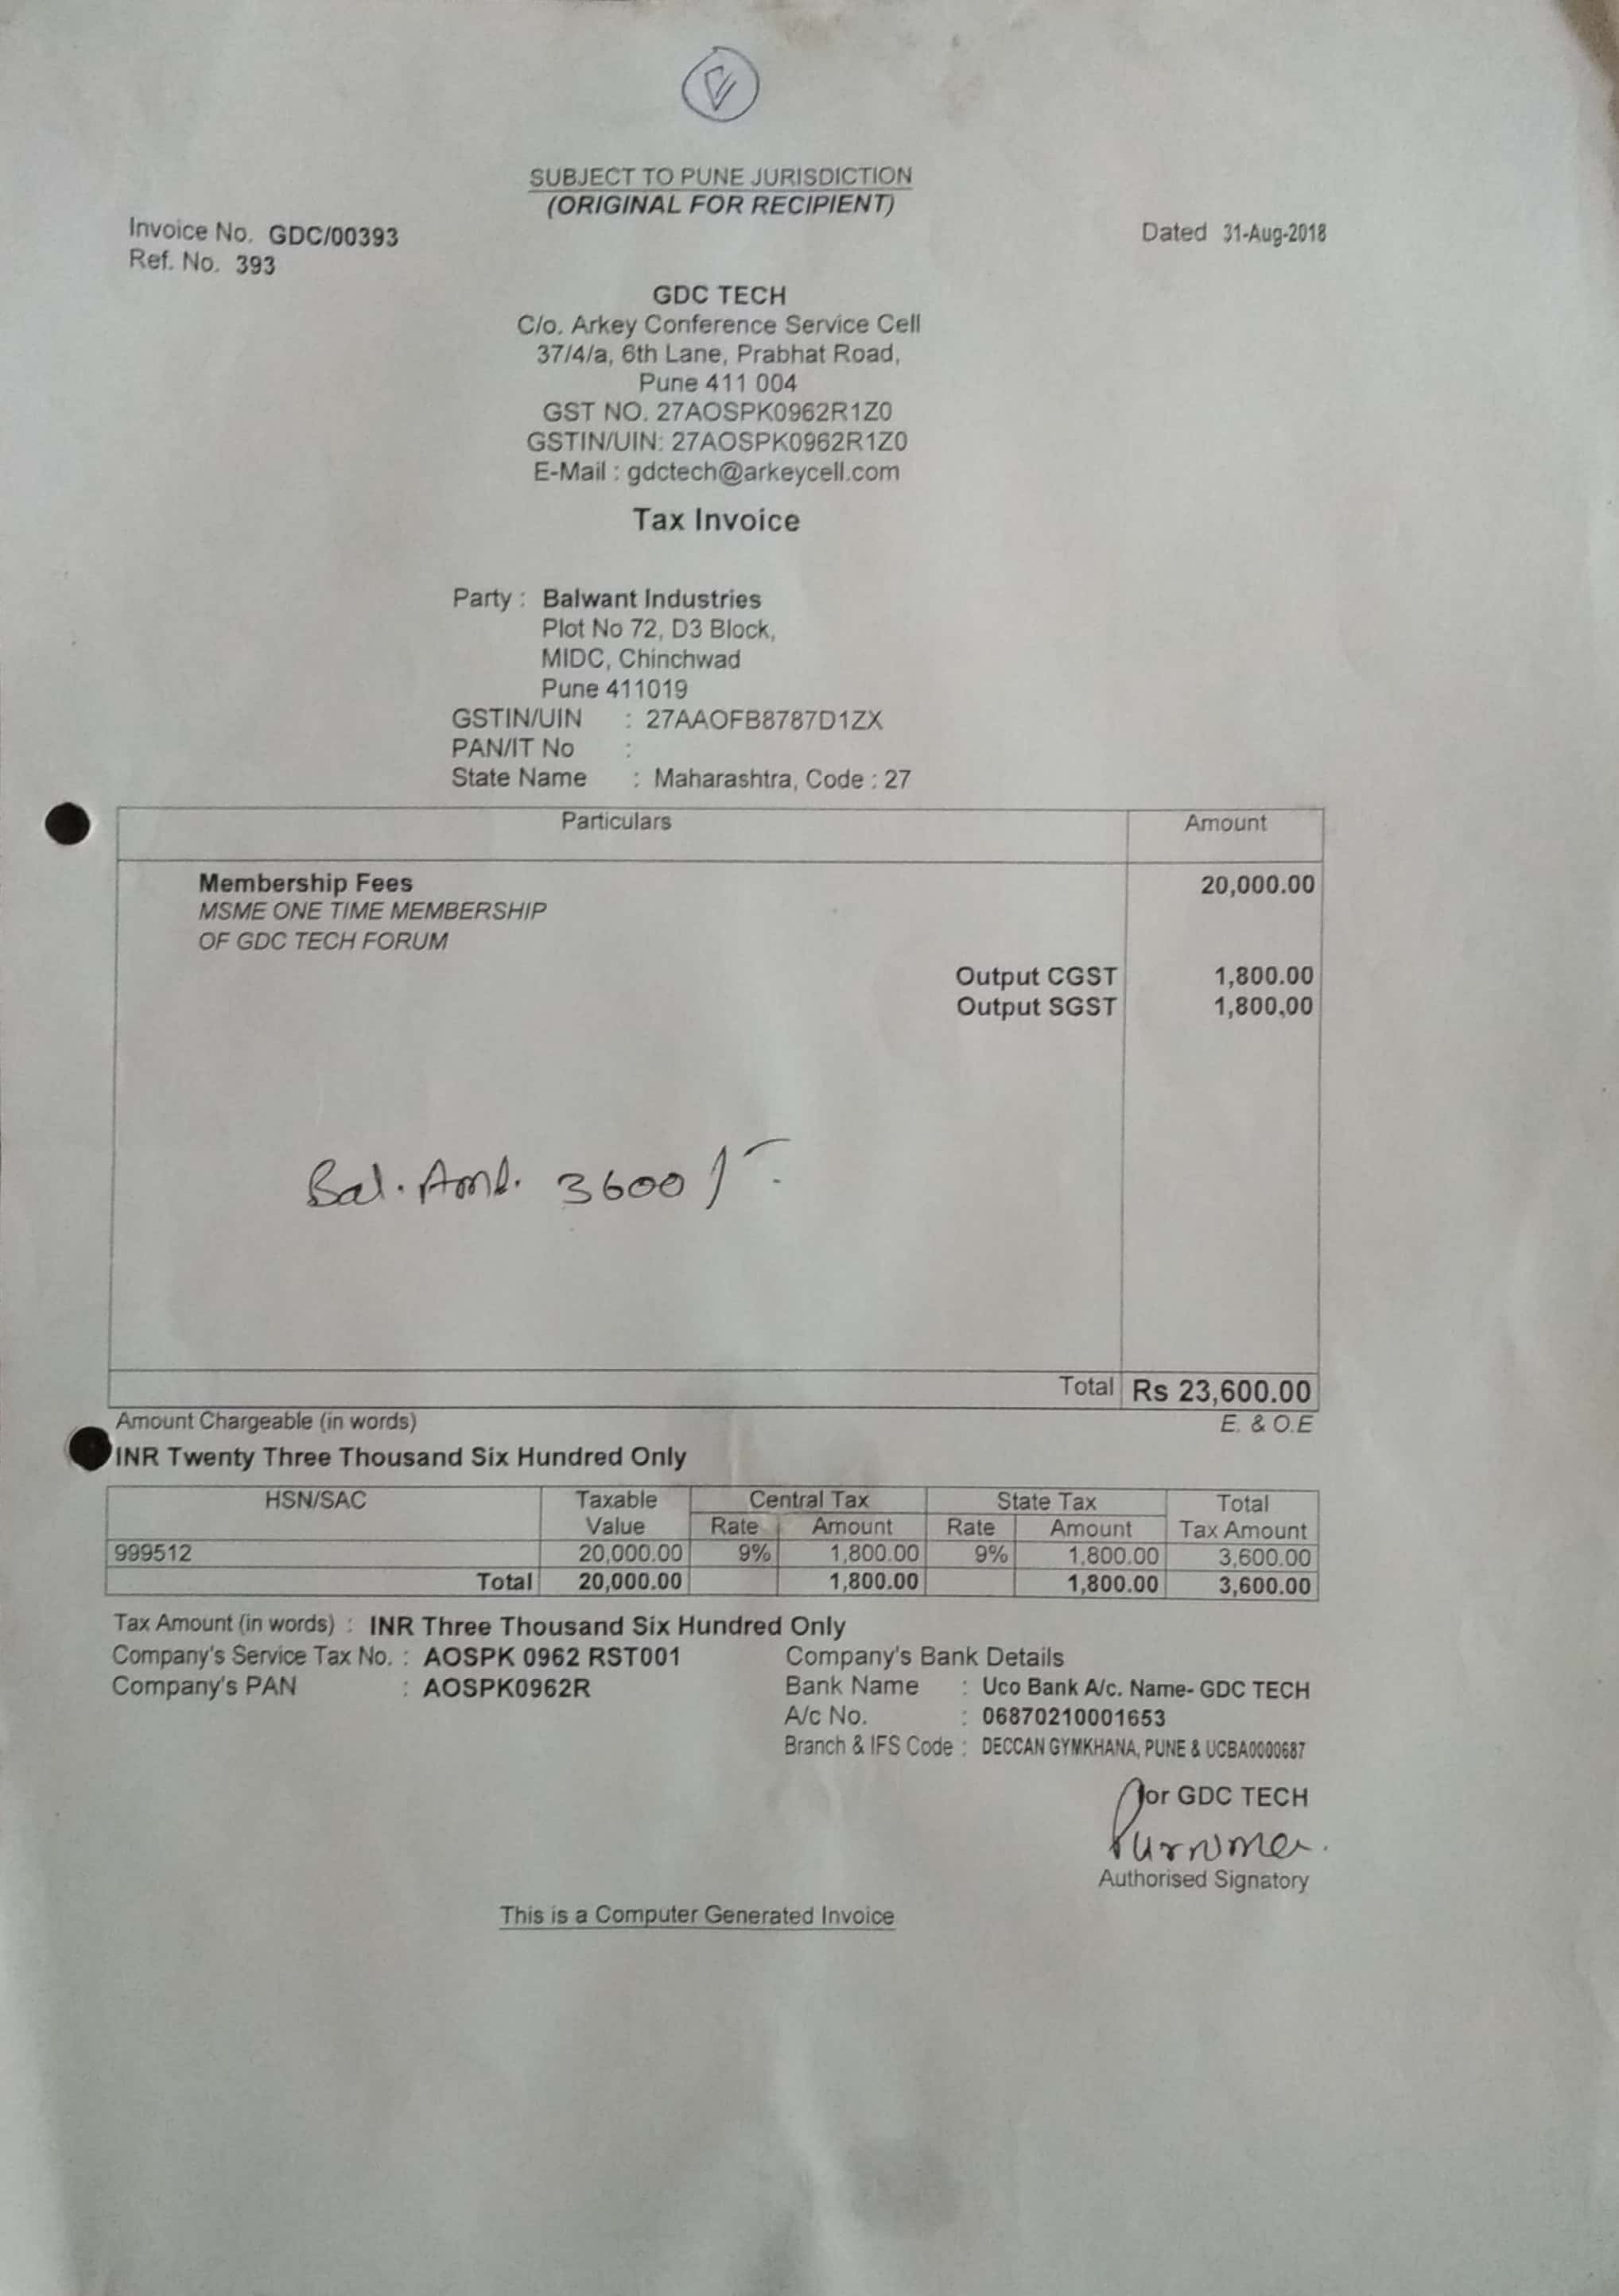 SUBJECT TO PUNE JURISDICTION
(ORIGINAL FOR RECIPIENT)
Invoice No. GDC/00393
Dated 31-Aug-2018
Ref. No. 393
GDC TECH
C/o. Arkey Conference Service Cell
37/4/a, 6th Lane, Prabhat Road,
Pune 411 004
GST NO. 27AOSPK0962R1Z0
GSTIN/UIN: 27AOSPK0962R1Z0
E-Mail : gdctech@arkeycell.com
Tax Invoice
Party : Balwant Industries
Plot No 72, D3 Block,
MIDC, Chinchwad
Pune 411019
GSTIN/UIN : 27AAOFB8787D1ZX
PAN/IT No :
State Name : Maharashtra, Code : 27
Particulars Amount
Membership Fees 20,000.00
MSME ONE TIME MEMBERSHIP
OF GDC TECH FORUM
Output CGST 1,800.00
Output SGST 1,800.00
Bal. Amt. 3600/-
Total Rs 23,600.00
Amount Chargeable (in words) E. & O.E
INR Twenty Three Thousand Six Hundred Only
HSN/SAC Taxable Central Tax State Tax Total
Value Rate Amount Rate Amount Tax Amount
999512 20,000.00 9% 1,800.00 9% 1,800.00 3,600.00
Total 20,000.00 1,800.00 1,800.00 3,600.00
Tax Amount (in words) : INR Three Thousand Six Hundred Only
Company's Service Tax No. : AOSPK 0962 RST001 Company's Bank Details
Company's PAN : AOSPK0962R Bank Name : Uco Bank A/c. Name- GDC TECH
A/c No. : 06870210001653
Branch & IFS Code : DECCAN GYMKHANA, PUNE & UCBA0000687
for GDC TECH
Purnima
Authorised Signatory
This is a Computer Generated Invoice